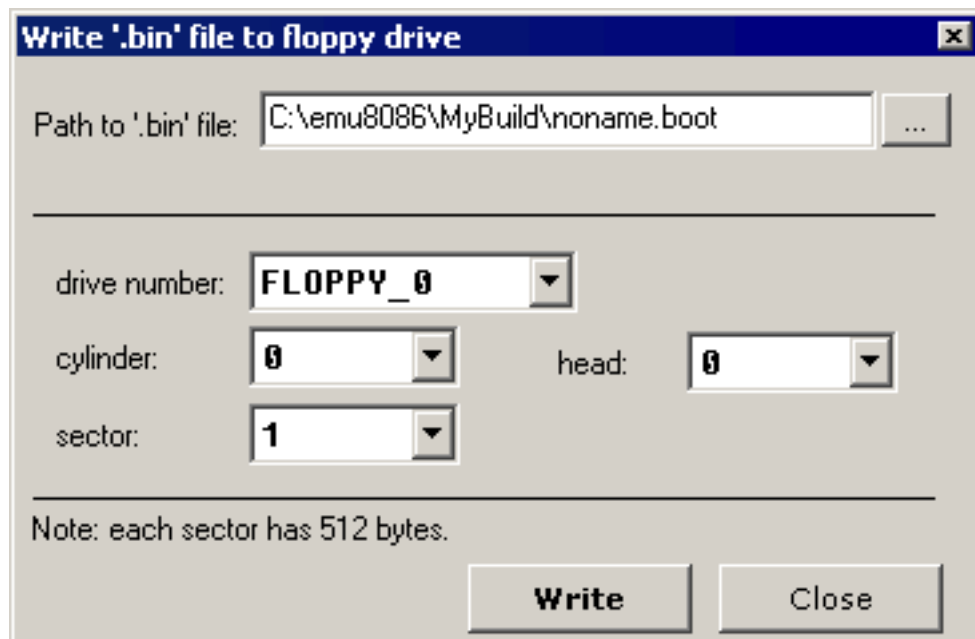 Write '.bin' file to floppy drive
Path to '.bin' file: C:\emu8086\MyBuild\noname.boot ...
drive number: FLOPPY_0
cylinder: 0 head: 0
sector: 1
Note: each sector has 512 bytes.
Write Close